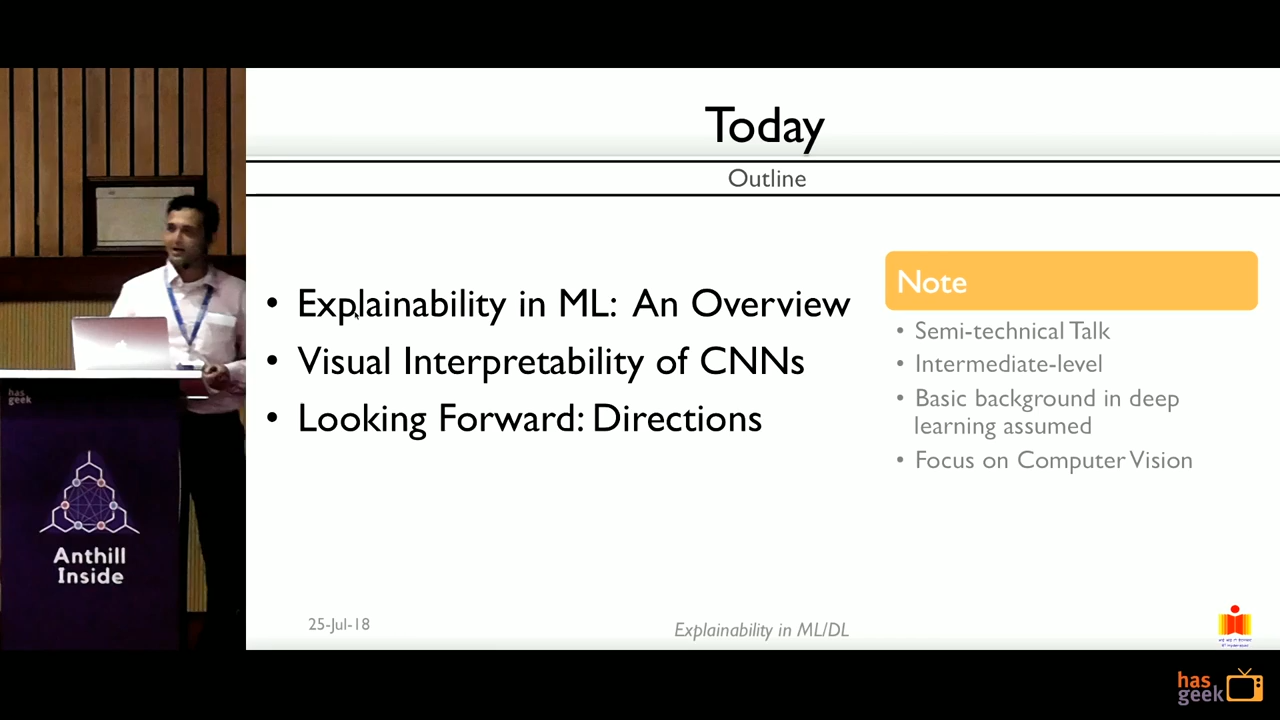 Today
Outline
• Explainability in ML: An Overview
• Visual Interpretability of CNNs
• Looking Forward: Directions
Note
• Semi-technical Talk
• Intermediate-level
• Basic background in deep
learning assumed
• Focus on Computer Vision
25-Jul-18
Explainability in ML/DL
has
geek
Anthill
Inside
has
geek